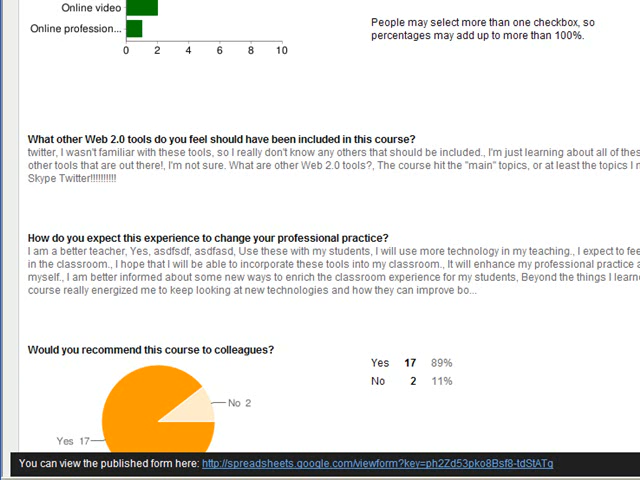 Online video
Online profession...
0 2 4 6 8 10
People may select more than one checkbox, so
percentages may add up to more than 100%.
What other Web 2.0 tools do you feel should have been included in this course?
twitter, I wasn't familiar with these tools, so I really don't know any others that should be included., I'm just learning about all of these
other tools that are out there!, I'm not sure. What are other Web 2.0 tools?, The course hit the "main" topics, or at least the topics I
Skype Twitter!!!!!!!!!!
How do you expect this experience to change your professional practice?
I am a better teacher, Yes, asdfsdf, asdfasd, Use these with my students, I will use more technology in my teaching., I expect to fee
in the classroom., I hope that I will be able to incorporate these tools into my classroom., It will enhance my professional practice a
myself., I am better informed about some new ways to enrich the classroom experience for my students, Beyond the things I learn
course really energized me to keep looking at new technologies and how they can improve bo...
Would you recommend this course to colleagues?
Yes 17 89%
No 2 11%
No 2
Yes 17
You can view the published form here: http://spreadsheets.google.com/viewform?key=ph2Zd53pko8Bsf8-tdStATq